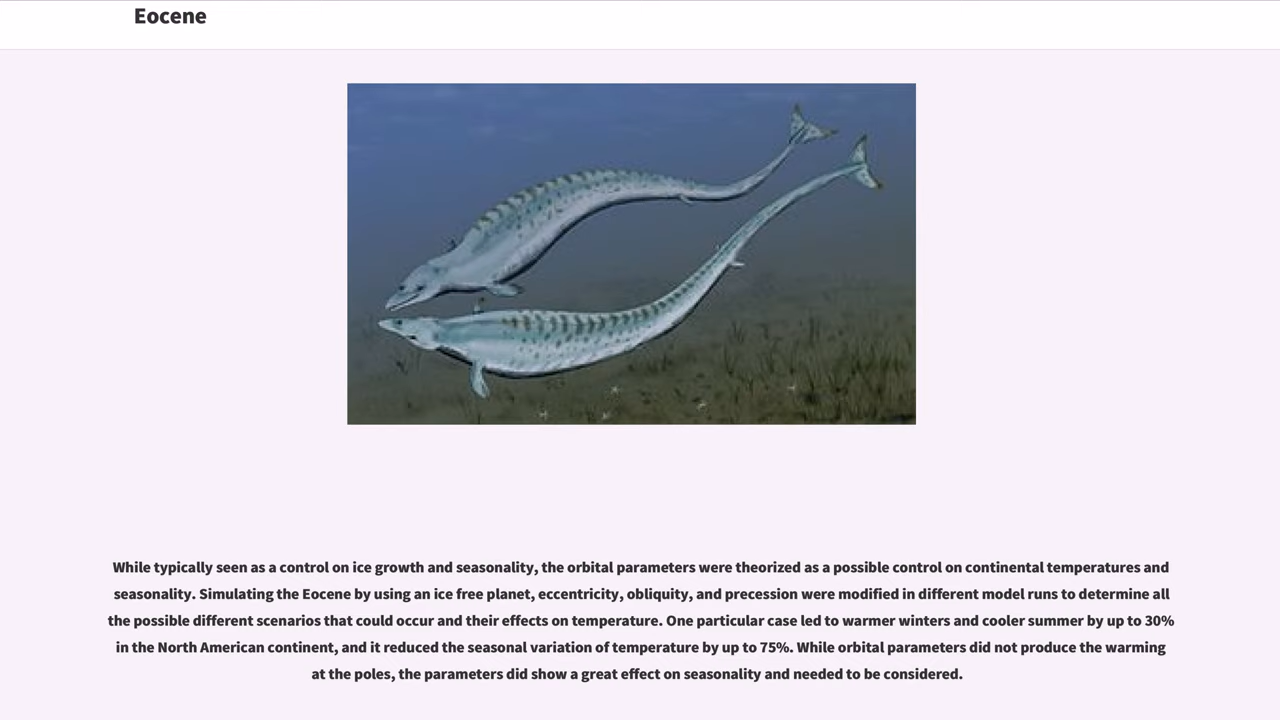 Eocene
While typically seen as a control on ice growth and seasonality, the orbital parameters were theorized as a possible control on continental temperatures and
seasonality. Simulating the Eocene by using an ice free planet, eccentricity, obliquity, and precession were modified in different model runs to determine all
the possible different scenarios that could occur and their effects on temperature. One particular case led to warmer winters and cooler summer by up to 30%
in the North American continent, and it reduced the seasonal variation of temperature by up to 75%. While orbital parameters did not produce the warming
at the poles, the parameters did show a great effect on seasonality and needed to be considered.